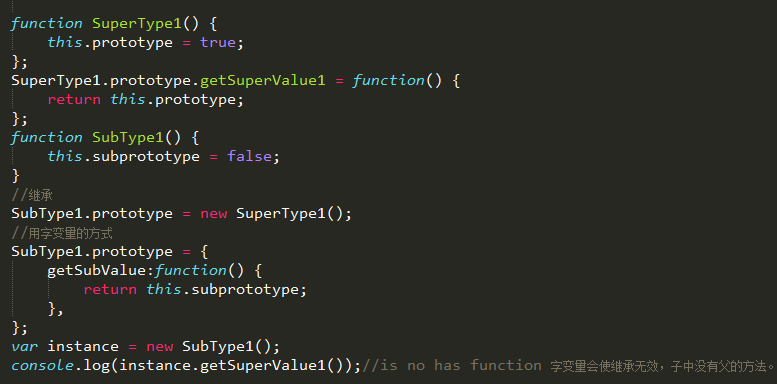 function SuperType1() {
    this.prototype = true;
};
SuperType1.prototype.getSuperValue1 = function() {
    return this.prototype;
};
function SubType1() {
    this.subprototype = false;
}
//继承
SubType1.prototype = new SuperType1();
//用字变量的方式
SubType1.prototype = {
    getSubValue:function() {
        return this.subprototype;
    },
};
var instance = new SubType1();
console.log(instance.getSuperValue1());//is no has function 字变量会使继承无效，子中没有父的方法。